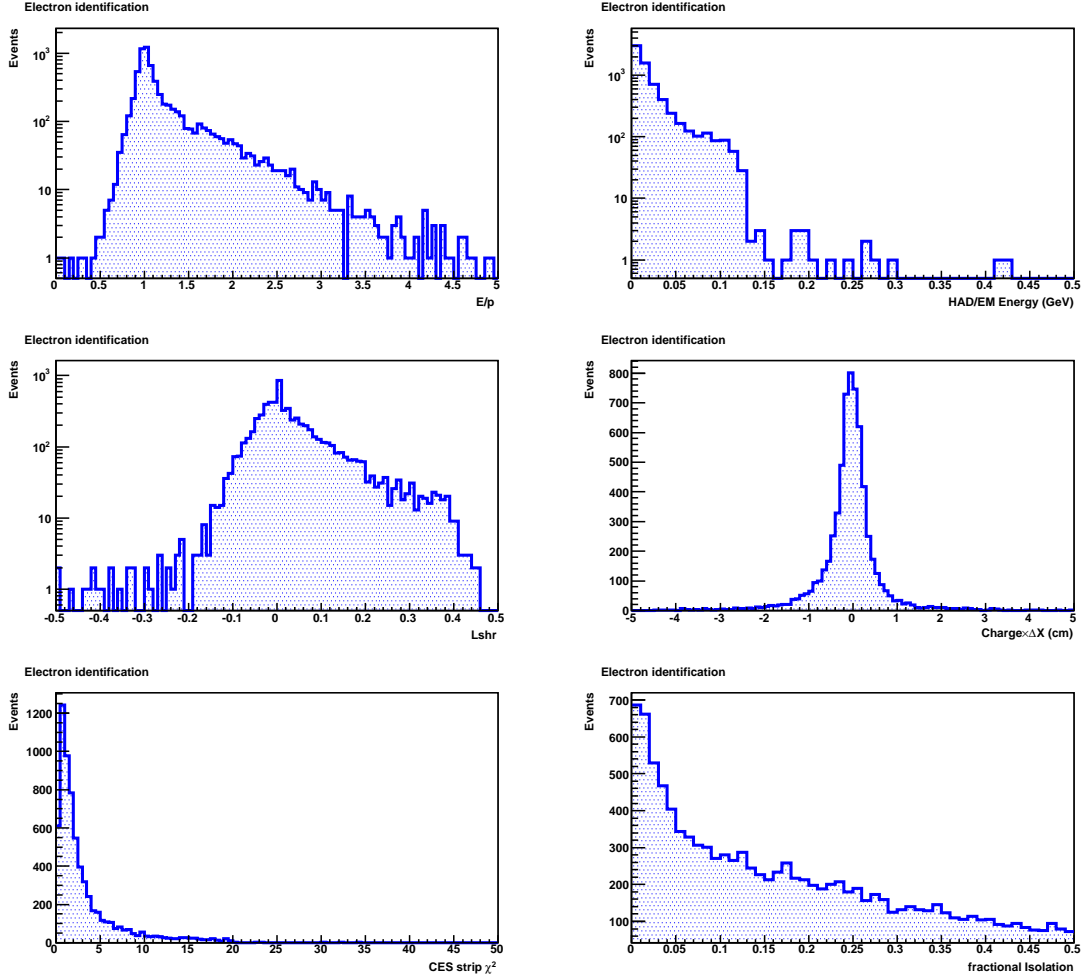 Electron identification
Events
10³
10²
10
1
0 0.5 1 1.5 2 2.5 3 3.5 4 4.5 5
E/p
Electron identification
Events
10³
10²
10
1
0 0.05 0.1 0.15 0.2 0.25 0.3 0.35 0.4 0.45 0.5
HAD/EM Energy (GeV)
Electron identification
Events
10³
10²
10
1
-0.5 -0.4 -0.3 -0.2 -0.1 0 0.1 0.2 0.3 0.4 0.5
Lshr
Electron identification
Events
800
700
600
500
400
300
200
100
0
-5 -4 -3 -2 -1 0 1 2 3 4 5
Charge×ΔX (cm)
Electron identification
Events
1200
1000
800
600
400
200
0
0 5 10 15 20 25 30 35 40 45 50
CES strip χ²
Electron identification
Events
700
600
500
400
300
200
100
0 0.05 0.1 0.15 0.2 0.25 0.3 0.35 0.4 0.45 0.5
fractional Isolation